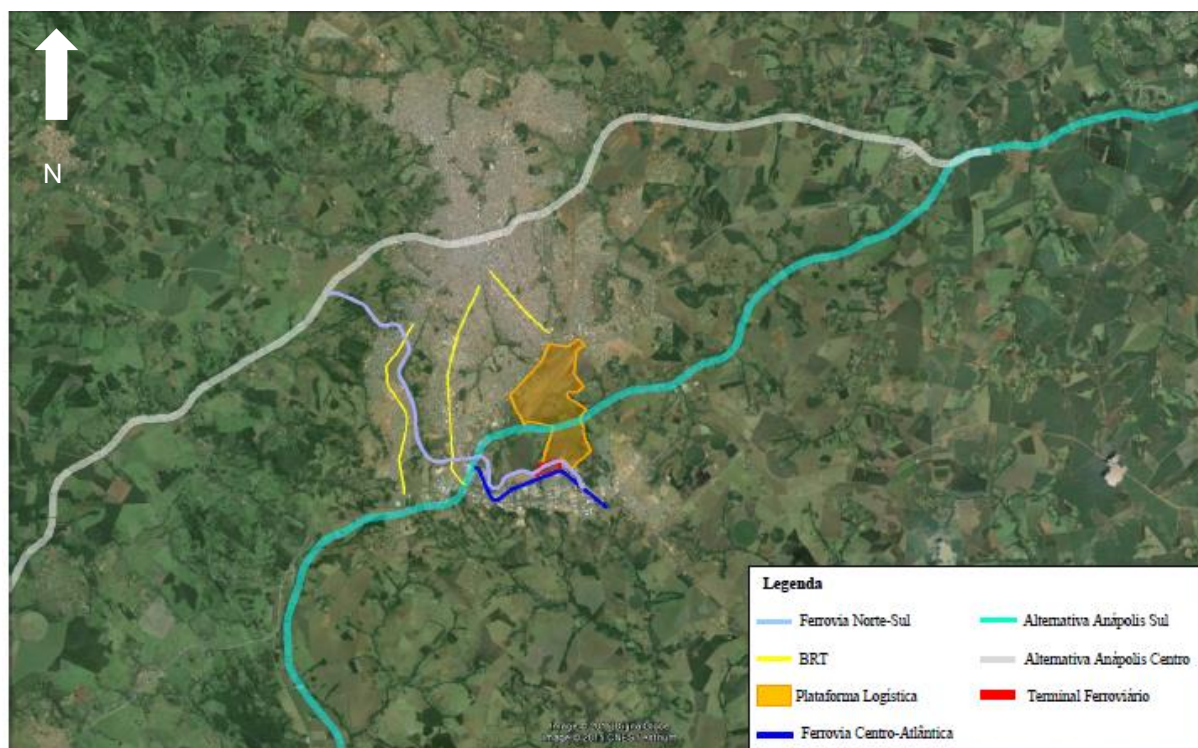 N
Legenda
Ferrovia Norte-Sul
Alternativa Anápolis Sul
BRT
Alternativa Anápolis Centro
Plataforma Logística
Terminal Ferroviário
Ferrovia Centro-Atlântica